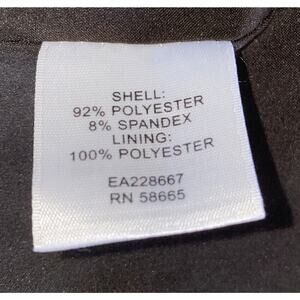 SHELL:
92% POLYESTER
8% SPANDEX
LINING:
100% POLYESTER
EA228667
RN 58665